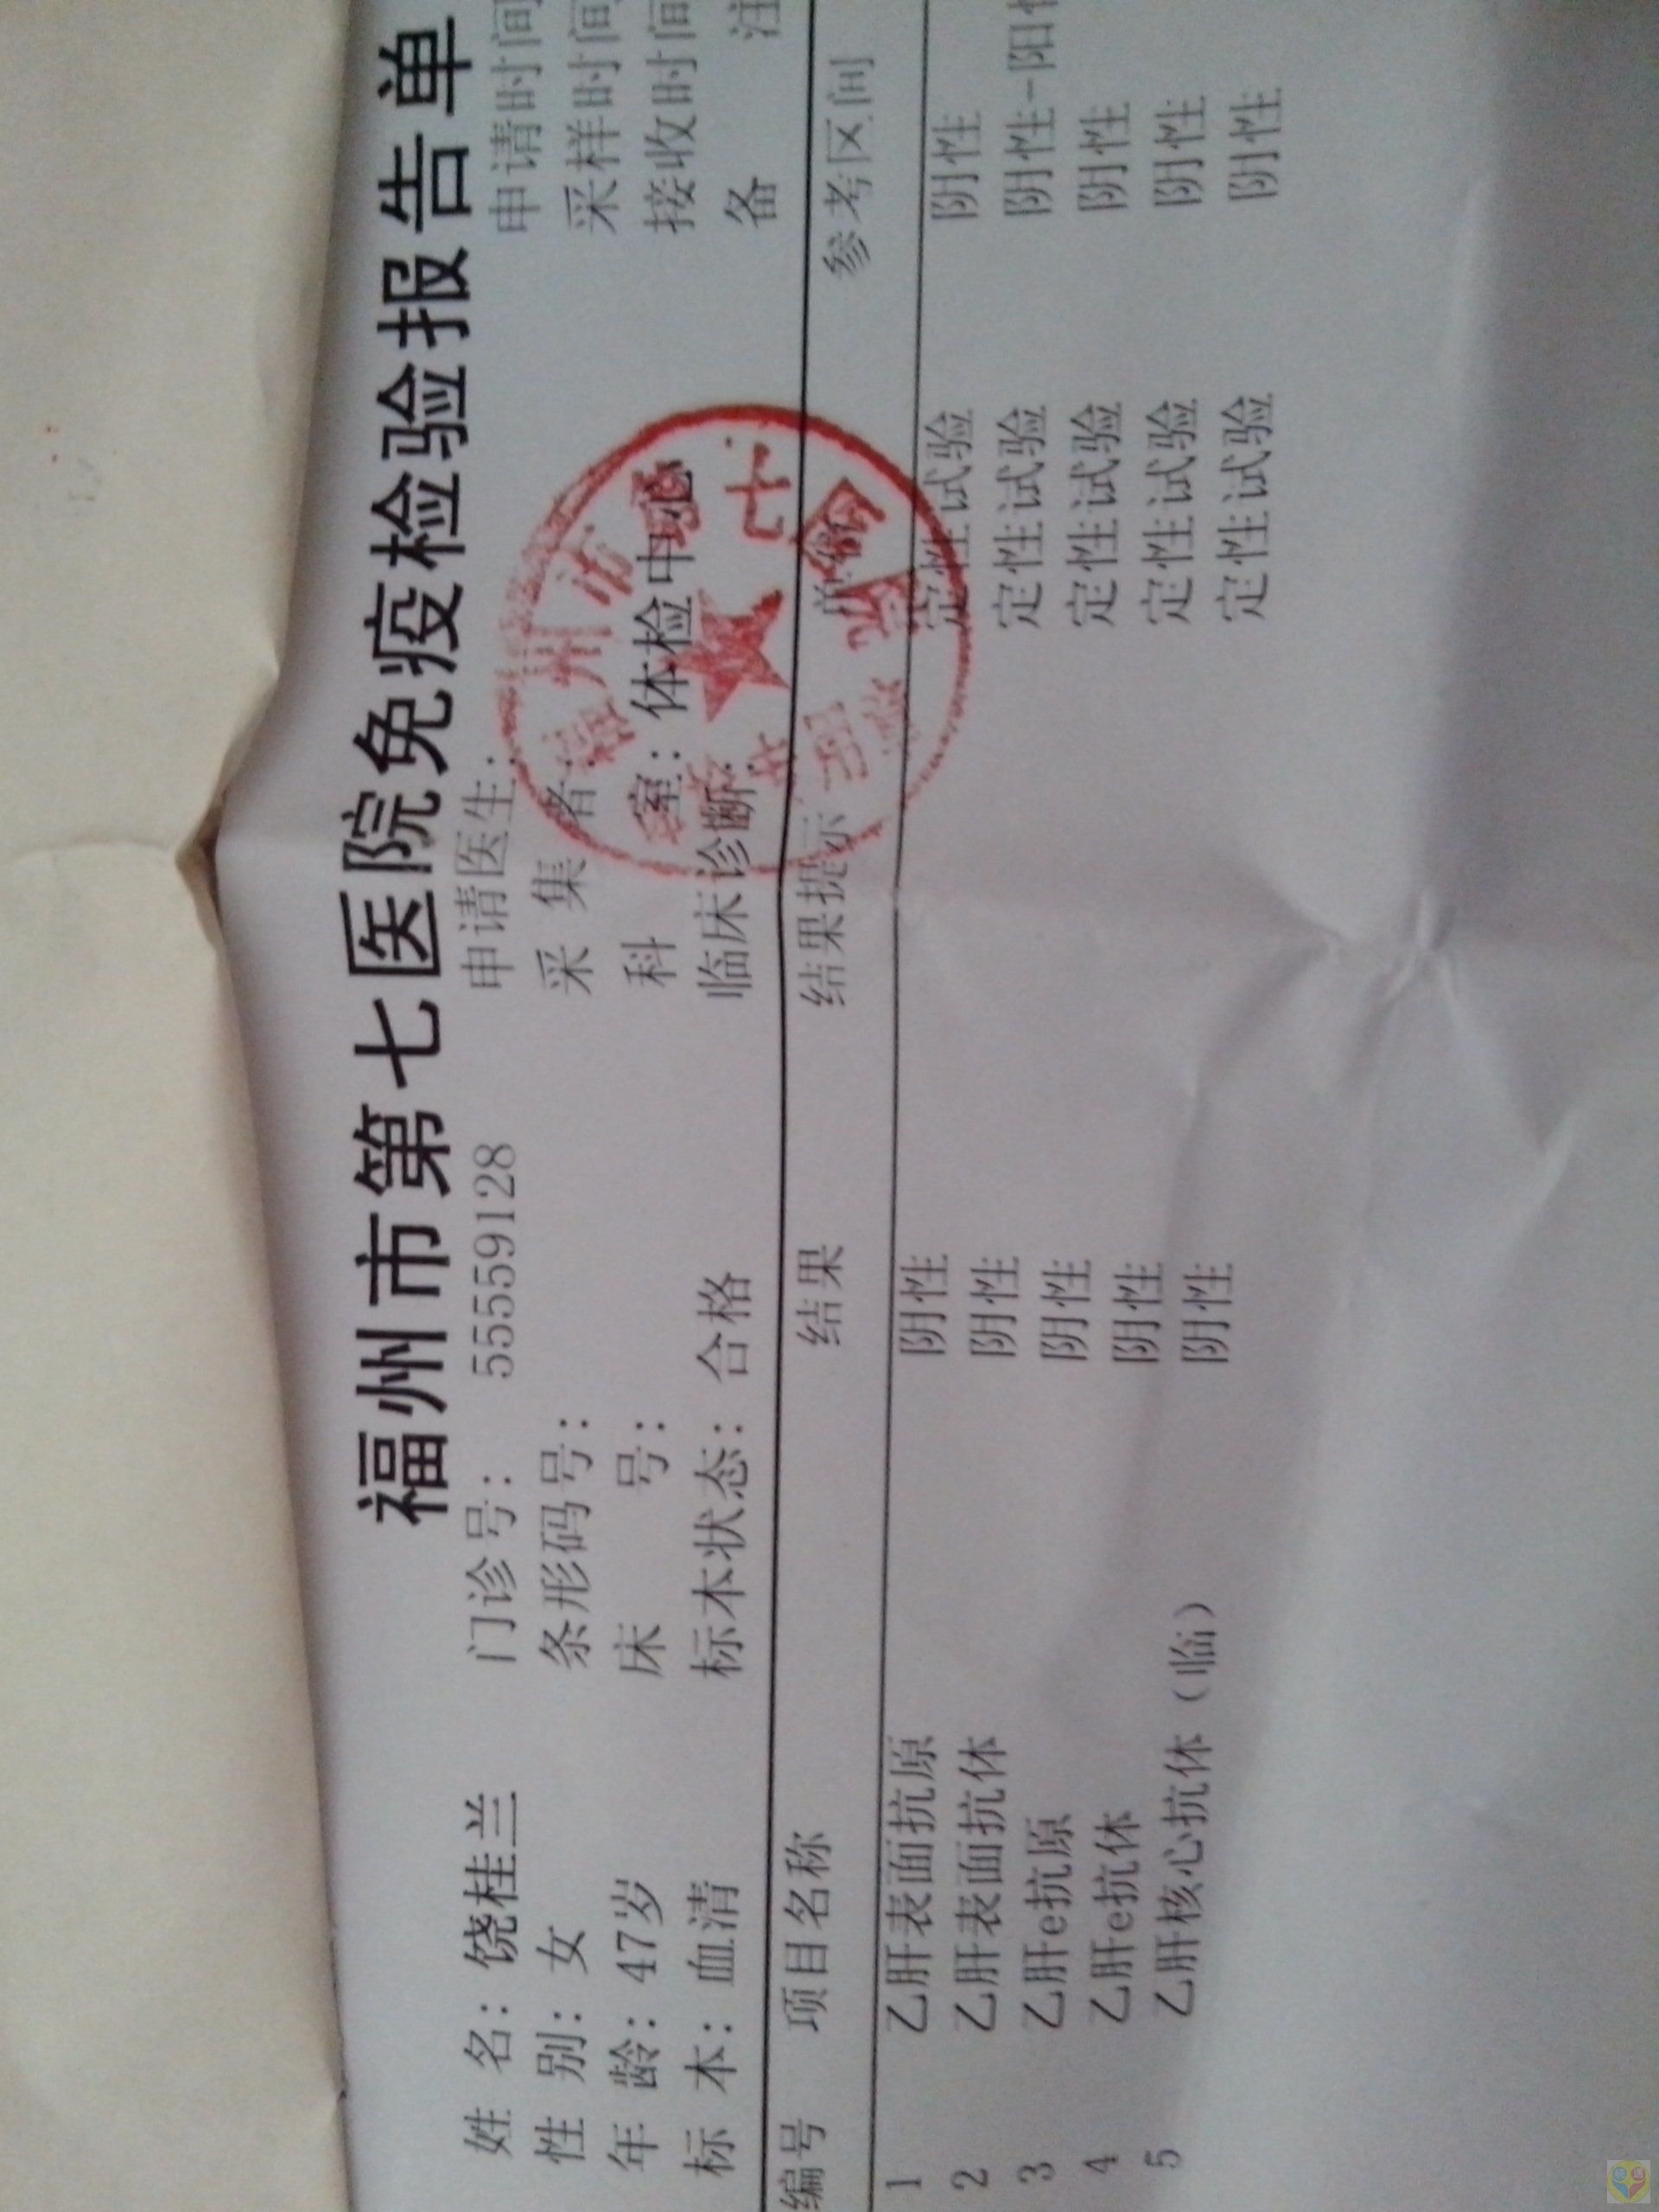 福州市第七医院免疫检验报告单
姓 名: 饶桂兰 门诊号: 55559128 申请医生: 申请时间
性 别: 女 条形码号: 采 集 者: 采样时间
年 龄: 47岁 床 号: 科 室: 体检中心 接收时间
标 本: 血清 标本状态: 合格 临床诊断: 备 注
编号 项目名称 结果 结果提示 参考区间
1 乙肝表面抗原 阴性 定性试验 阴性
2 乙肝表面抗体 阴性 定性试验 阴性-阳
3 乙肝e抗原 阴性 定性试验 阴性
4 乙肝e抗体 阴性 定性试验 阴性
5 乙肝核心抗体(临) 阴性 定性试验 阴性
福州市第七医院